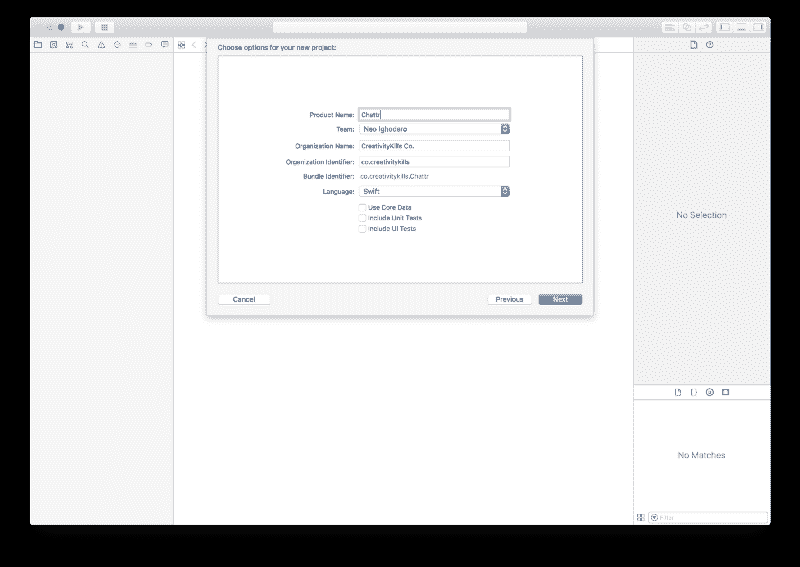 Choose options for your new project:
Product Name: Chattr
Team: Neo Ighodaro
Organization Name: CreativityKills Co.
Organization Identifier: co.creativitykills
Bundle Identifier: co.creativitykills.Chattr
Language: Swift
Use Core Data
Include Unit Tests
Include UI Tests
Cancel
Previous
Next
No Selection
No Matches
Filter